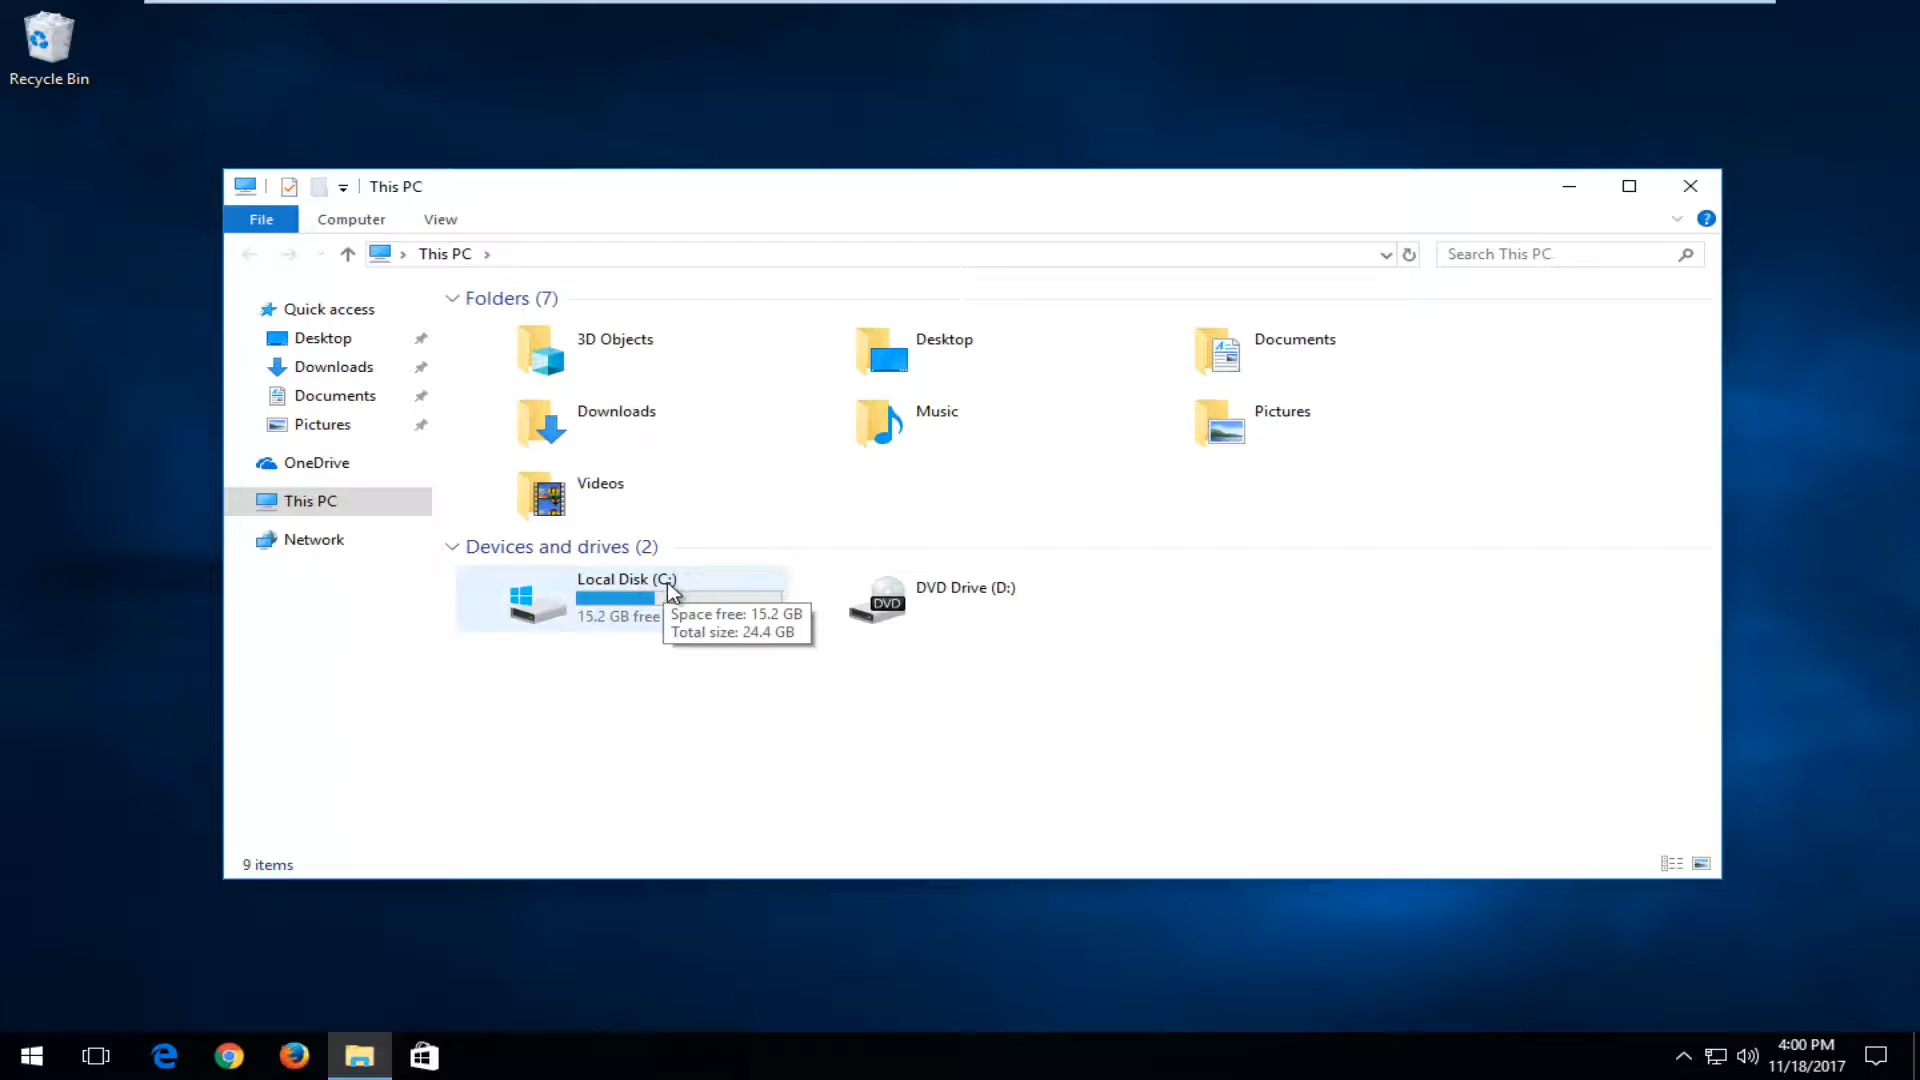 Recycle Bin
This PC
File
Computer
View
This PC
Search This PC
Quick access
Desktop
Downloads
Documents
Pictures
OneDrive
This PC
Network
Folders (7)
3D Objects
Desktop
Documents
Downloads
Music
Pictures
Videos
Devices and drives (2)
Local Disk (C:)
15.2 GB free
Space free: 15.2 GB
Total size: 24.4 GB
DVD
DVD Drive (D:)
9 items
4:00 PM
11/18/2017